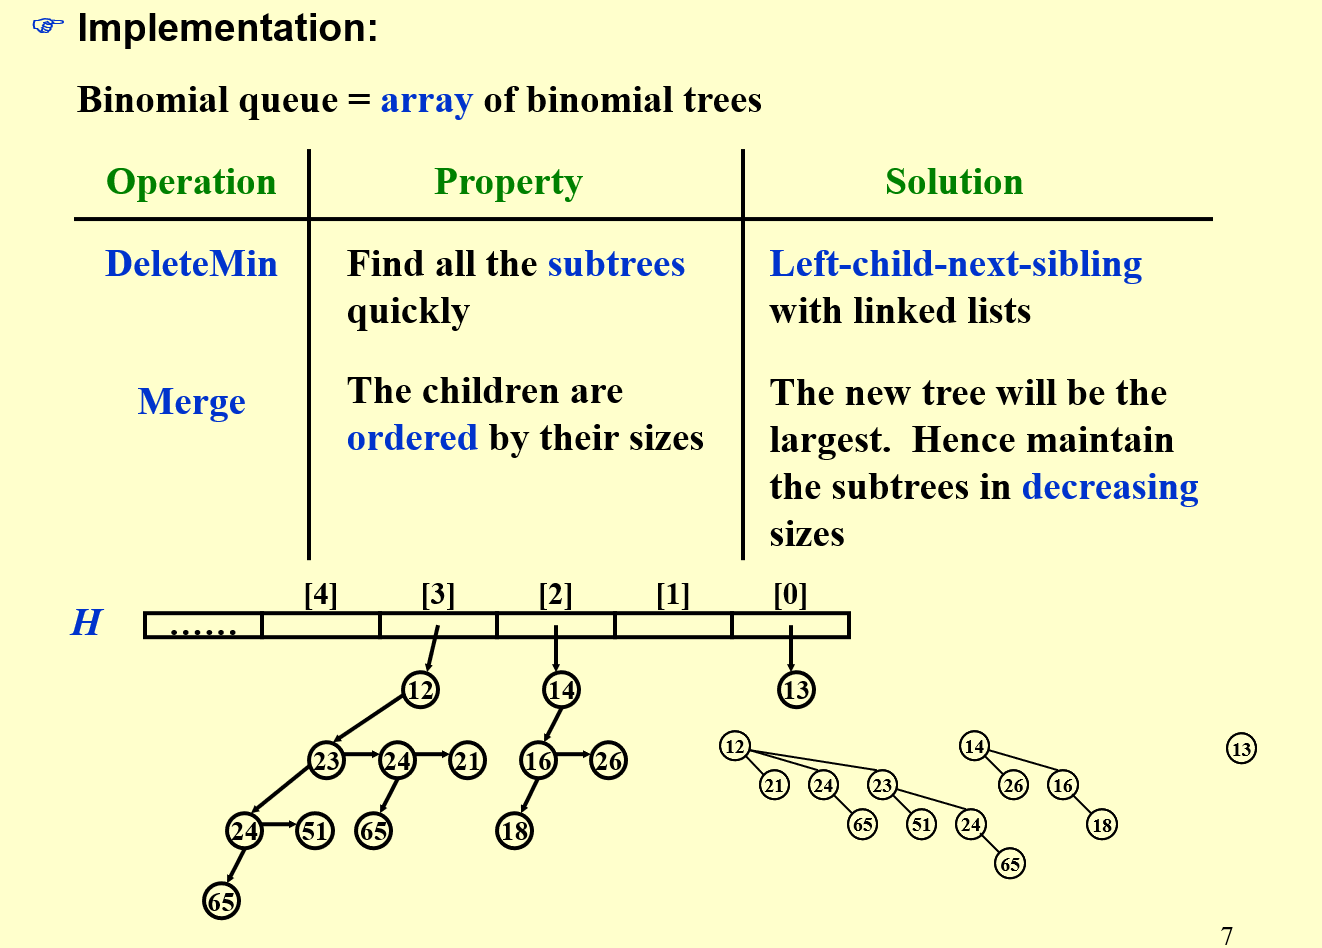 ☞ Implementation:
Binomial queue = array of binomial trees
Operation Property Solution
DeleteMin
Find all the subtrees
quickly
Left-child-next-sibling
with linked lists
Merge
The children are
ordered by their sizes
The new tree will be the
largest. Hence maintain
the subtrees in decreasing
sizes
[4] [3] [2] [1] [0]
H ......
12 14 13
23 24 21 16 26
24 51 65 18
65
12 14 13
21 24 23 26 16
65 51 24 18
65
7